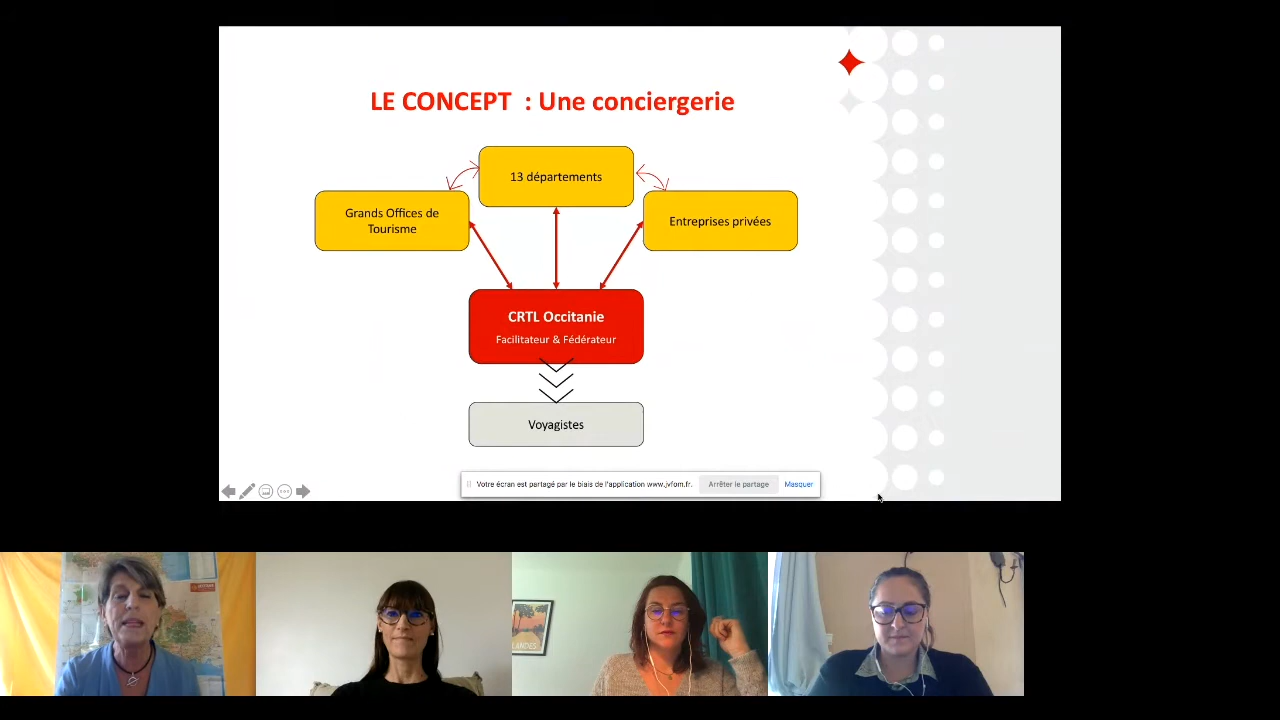 LE CONCEPT : Une conciergerie
13 départements
Grands Offices de
Tourisme
Entreprises privées
CRTL Occitanie
Facilitateur & Fédérateur
Voyagistes
Votre écran est partagé par le biais de l'application www.jvfom.fr.
Arrêter le partage
Masquer
LANDES